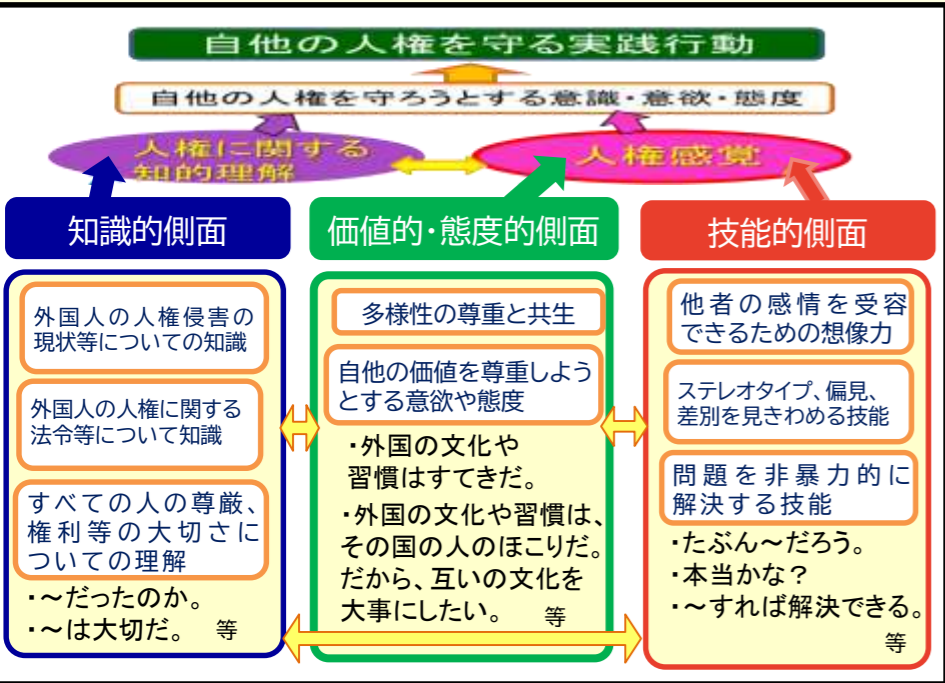 自他の人権を守る実践行動
自他の人権を守ろうとする意識・意欲・態度
人権に関する
知的理解
人権感覚
知識的側面
外国人の人権侵害の
現状等についての知識
外国人の人権に関する
法令等について知識
すべての人の尊厳、
権利等の大切さに
ついての理解
・～だったのか。
・～は大切だ。 等
価値的・態度的側面
多様性の尊重と共生
自他の価値を尊重しよう
とする意欲や態度
・外国の文化や
習慣はすてきだ。
・外国の文化や習慣は、
その国の人のほこりだ。
だから、互いの文化を
大事にしたい。 等
技能的側面
他者の感情を受容
できるための想像力
ステレオタイプ、偏見、
差別を見きわめる技能
問題を非暴力的に
解決する技能
・たぶん～だろう。
・本当かな？
・～すれば解決できる。
等